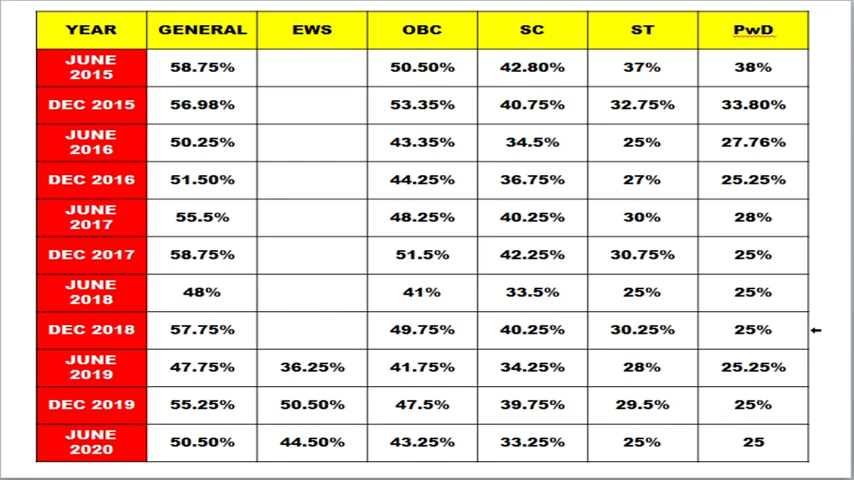 YEAR GENERAL EWS OBC SC ST PwD
JUNE 2015 58.75% 50.50% 42.80% 37% 38%
DEC 2015 56.98% 53.35% 40.75% 32.75% 33.80%
JUNE 2016 50.25% 43.35% 34.5% 25% 27.76%
DEC 2016 51.50% 44.25% 36.75% 27% 25.25%
JUNE 2017 55.5% 48.25% 40.25% 30% 28%
DEC 2017 58.75% 51.5% 42.25% 30.75% 25%
JUNE 2018 48% 41% 33.5% 25% 25%
DEC 2018 57.75% 49.75% 40.25% 30.25% 25%
JUNE 2019 47.75% 36.25% 41.75% 34.25% 28% 25.25%
DEC 2019 55.25% 50.50% 47.5% 39.75% 29.5% 25%
JUNE 2020 50.50% 44.50% 43.25% 33.25% 25% 25